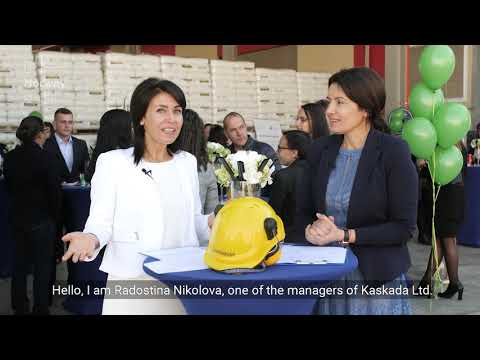 Hello, I am Radostina Nikolova, one of the managers of Kaskada Ltd.